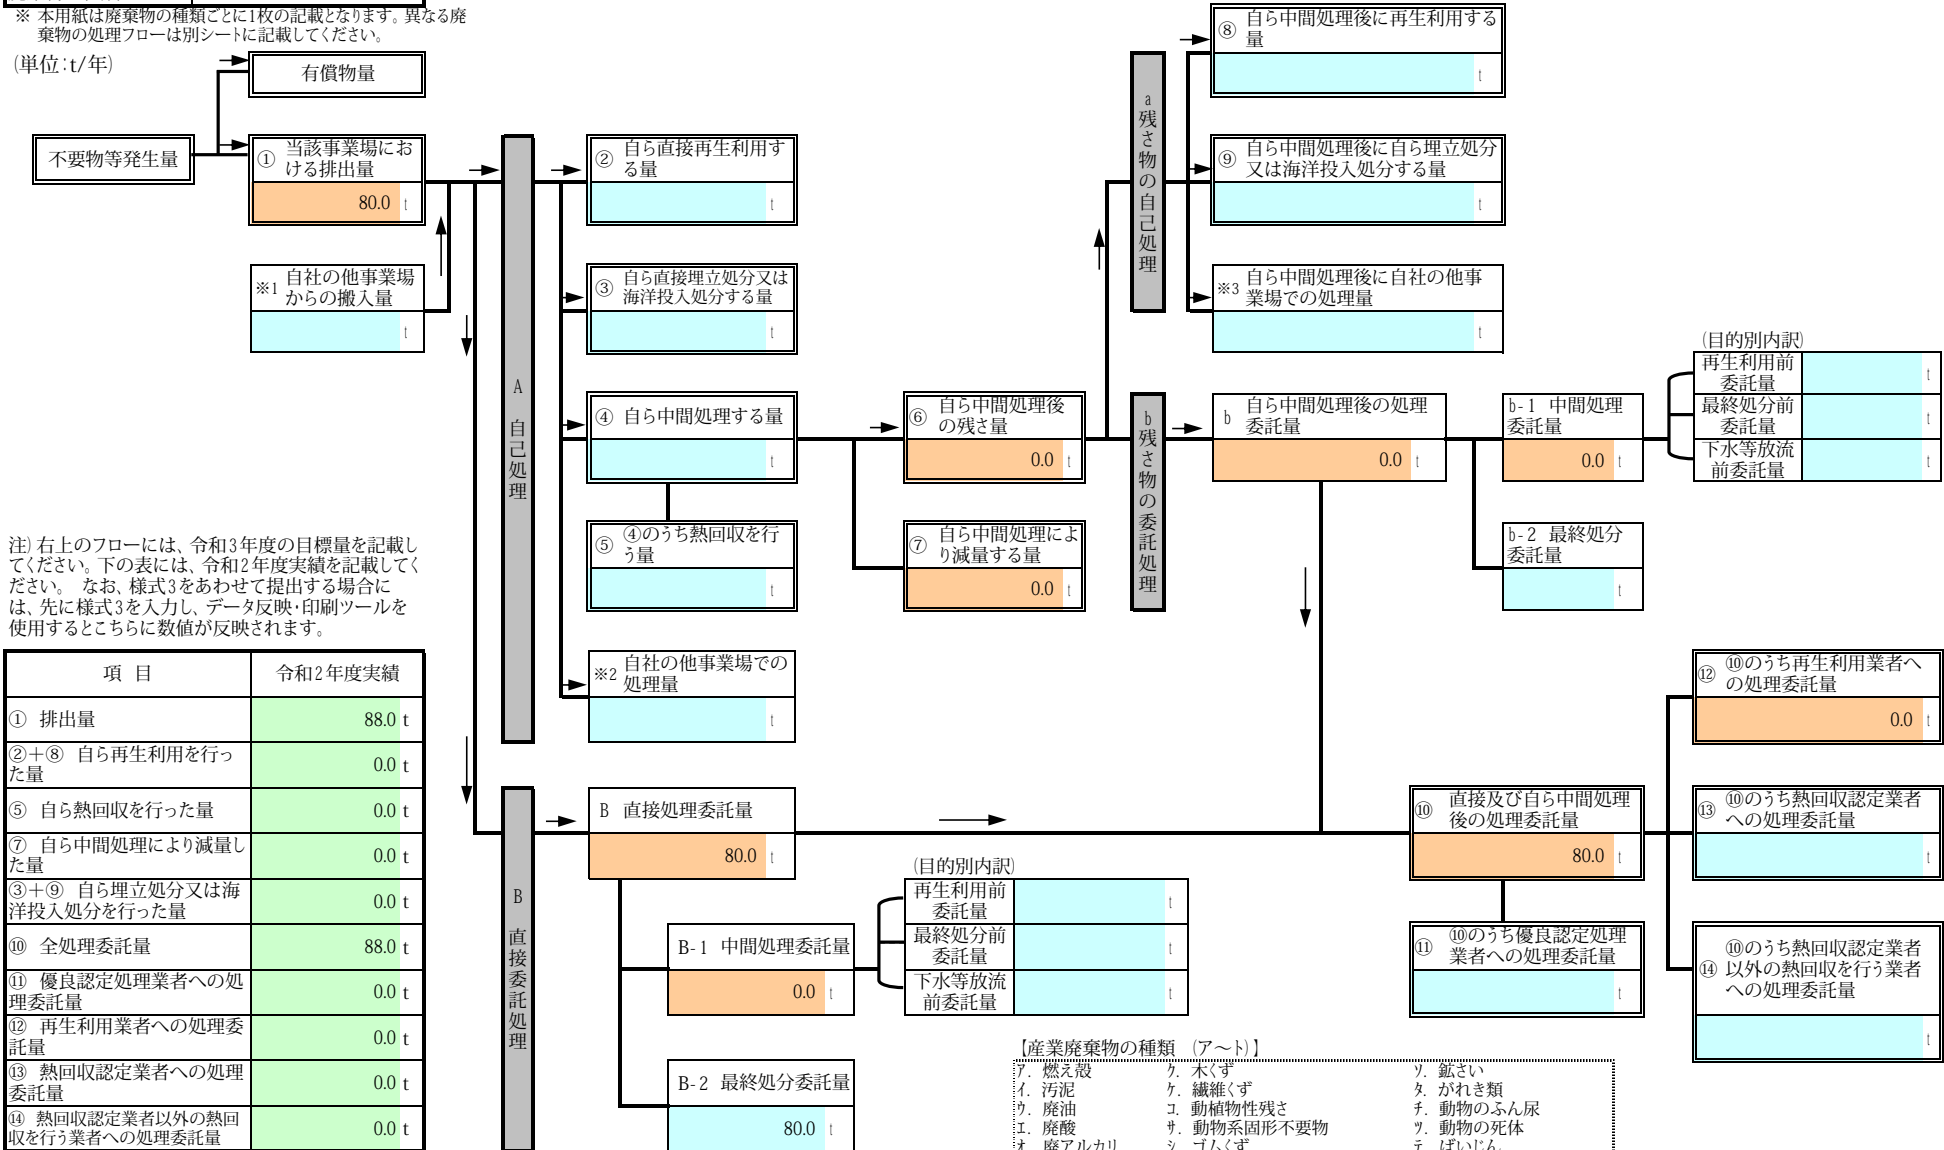 ※ 本用紙は廃棄物の種類ごとに1枚の記載となります。異なる廃
棄物の処理フローは別シートに記載してください。
(単位:t/年)
有償物量
不要物等発生量
① 当該事業場にお
ける排出量
80.0 t
※1 自社の他事業場
からの搬入量
t
A 自己処理
② 自ら直接再生利用す
る量
t
③ 自ら直接埋立処分又は
海洋投入処分する量
t
④ 自ら中間処理する量
t
⑤ ④のうち熱回収を行
う量
t
※2 自社の他事業場での
処理量
t
⑥ 自ら中間処理後
の残さ量
0.0 t
⑦ 自ら中間処理によ
り減量する量
0.0 t
a 残さ物の自己処理
⑧ 自ら中間処理後に再生利用する
量
t
⑨ 自ら中間処理後に自ら埋立処分
又は海洋投入処分する量
t
※3 自ら中間処理後に自社の他事
業場での処理量
t
b 残さ物の委託処理
b 自ら中間処理後の処理
委託量
0.0 t
b-1 中間処理
委託量
0.0 t
(目的別内訳)
再生利用前
委託量
t
最終処分前
委託量
t
下水等放流
前委託量
t
b-2 最終処分
委託量
t
注) 右上のフローには、令和3年度の目標量を記載し
てください。下の表には、令和2年度実績を記載してく
ださい。 なお、様式3をあわせて提出する場合に
は、先に様式3を入力し、データ反映・印刷ツールを
使用するとこちらに数値が反映されます。
項 目 令和2年度実績
① 排出量 88.0 t
②+⑧ 自ら再生利用を行っ
た量
0.0 t
⑤ 自ら熱回収を行った量 0.0 t
⑦ 自ら中間処理により減量し
た量
0.0 t
③+⑨ 自ら埋立処分又は海
洋投入処分を行った量
0.0 t
⑩ 全処理委託量 88.0 t
⑪ 優良認定処理業者への処
理委託量
0.0 t
⑫ 再生利用業者への処理委
託量
0.0 t
⑬ 熱回収認定業者への処理
委託量
0.0 t
⑭ 熱回収認定業者以外の熱回
収を行う業者への処理委託量
0.0 t
B 直接委託処理
B 直接処理委託量
80.0 t
B-1 中間処理委託量
0.0 t
B-2 最終処分委託量
80.0 t
(目的別内訳)
再生利用前
委託量
t
最終処分前
委託量
t
下水等放流
前委託量
t
⑩ 直接及び自ら中間処理
後の処理委託量
80.0 t
⑪ ⑩のうち優良認定処理
業者への処理委託量
t
⑫ ⑩のうち再生利用業者へ
の処理委託量
0.0 t
⑬ ⑩のうち熱回収認定業者
への処理委託量
t
⑭ ⑩のうち熱回収認定業者
以外の熱回収を行う業者
への処理委託量
t
【産業廃棄物の種類 (ア～ト)】
ア. 燃え殻 ク. 木くず ソ. 鉱さい
イ. 汚泥 ケ. 繊維くず タ. がれき類
ウ. 廃油 コ. 動植物性残さ チ. 動物のふん尿
エ. 廃酸 サ. 動物系固形不要物 ツ. 動物の死体
オ. 廃アルカリ シ. ゴムくず テ. ばいじん